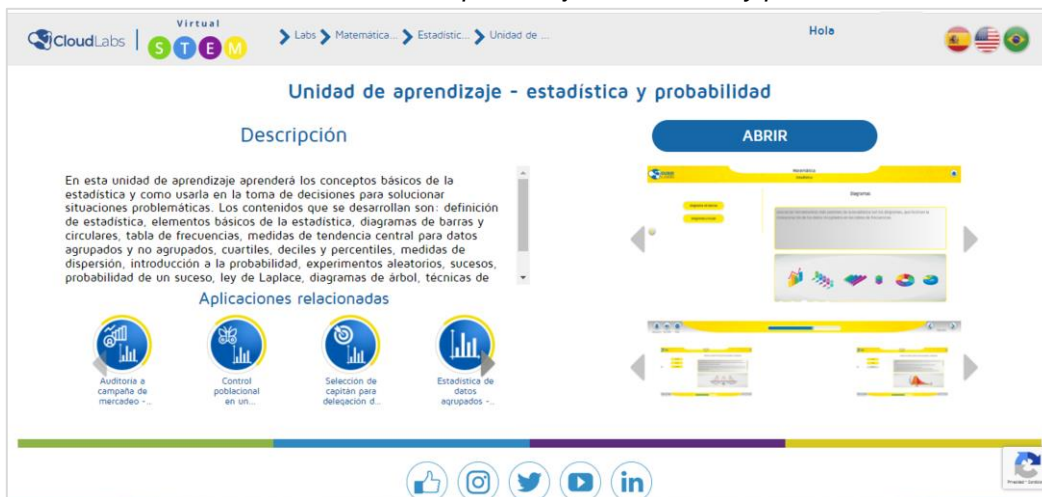 CloudLabs
Virtual
STEM
Labs
Matemática...
Estadístic...
Unidad de ...
Hola
Unidad de aprendizaje - estadística y probabilidad
Descripción
ABRIR
En esta unidad de aprendizaje aprenderá los conceptos básicos de la
estadística y como usarla en la toma de decisiones para solucionar
situaciones problemáticas. Los contenidos que se desarrollan son: definición
de estadística, elementos básicos de la estadística, diagramas de barras y
circulares, tabla de frecuencias, medidas de tendencia central para datos
agrupados y no agrupados, cuartiles, deciles y percentiles, medidas de
dispersión, introducción a la probabilidad, experimentos aleatorios, sucesos,
probabilidad de un suceso, ley de Laplace, diagramas de árbol, técnicas de
Matemática
Diagramas
Aplicaciones relacionadas
Auditoria a
campaña de
mercadeo -...
Control
poblacional
en un...
Selección de
capitán para
delegación d...
Estadística de
datos
agrupados -...